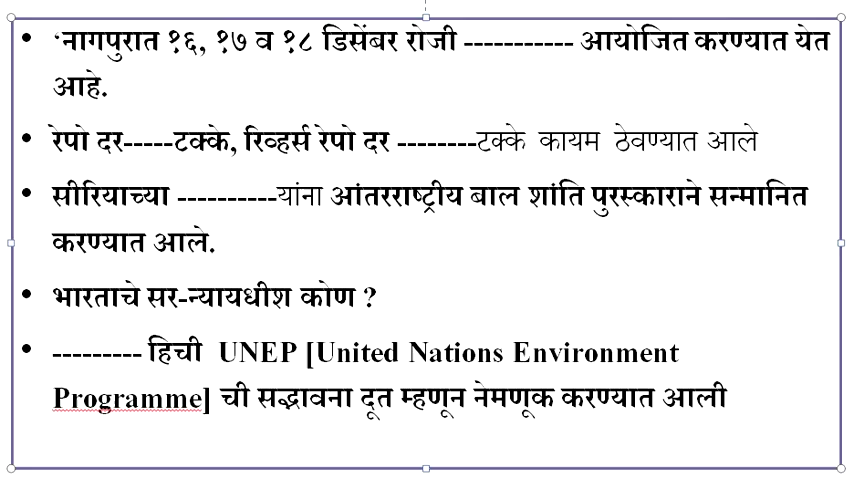 • ‘नागपुरात १६, १७ व १८ डिसेंबर रोजी ----------- आयोजित करण्यात येत
आहे.
• रेपो दर-----टक्के, रिव्हर्स रेपो दर --------टक्के कायम ठेवण्यात आले
• सीरियाच्या ----------यांना आंतरराष्ट्रीय बाल शांति पुरस्काराने सन्मानित
करण्यात आले.
• भारताचे सर-न्यायधीश कोण ?
• --------- हिची UNEP [United Nations Environment
Programme] ची सद्भावना दूत म्हणून नेमणूक करण्यात आली